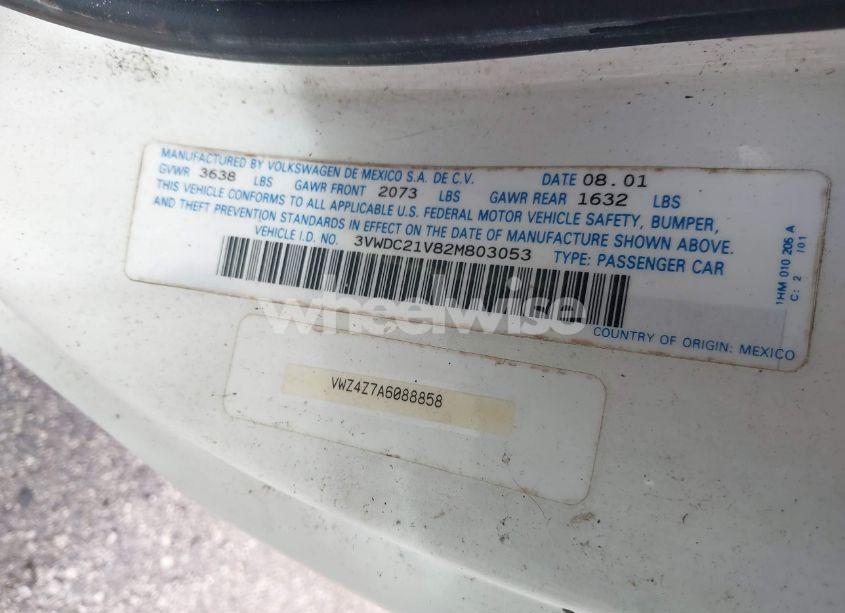 MANUFACTURED BY VOLKSWAGEN DE MEXICO S.A. DE C.V. DATE 08.01
GVWR 3638 LBS GAWR FRONT 2073 LBS GAWR REAR 1632 LBS
THIS VEHICLE CONFORMS TO ALL APPLICABLE U.S. FEDERAL MOTOR VEHICLE SAFETY, BUMPER,
AND THEFT PREVENTION STANDARDS IN EFFECT ON THE DATE OF MANUFACTURE SHOWN ABOVE.
VEHICLE I.D. NO. 3VWDC21V82M803053 TYPE: PASSENGER CAR
COUNTRY OF ORIGIN: MEXICO
1HM 010 205 A
C: 2 /01
wheelwise
VWZ4Z7A6088858